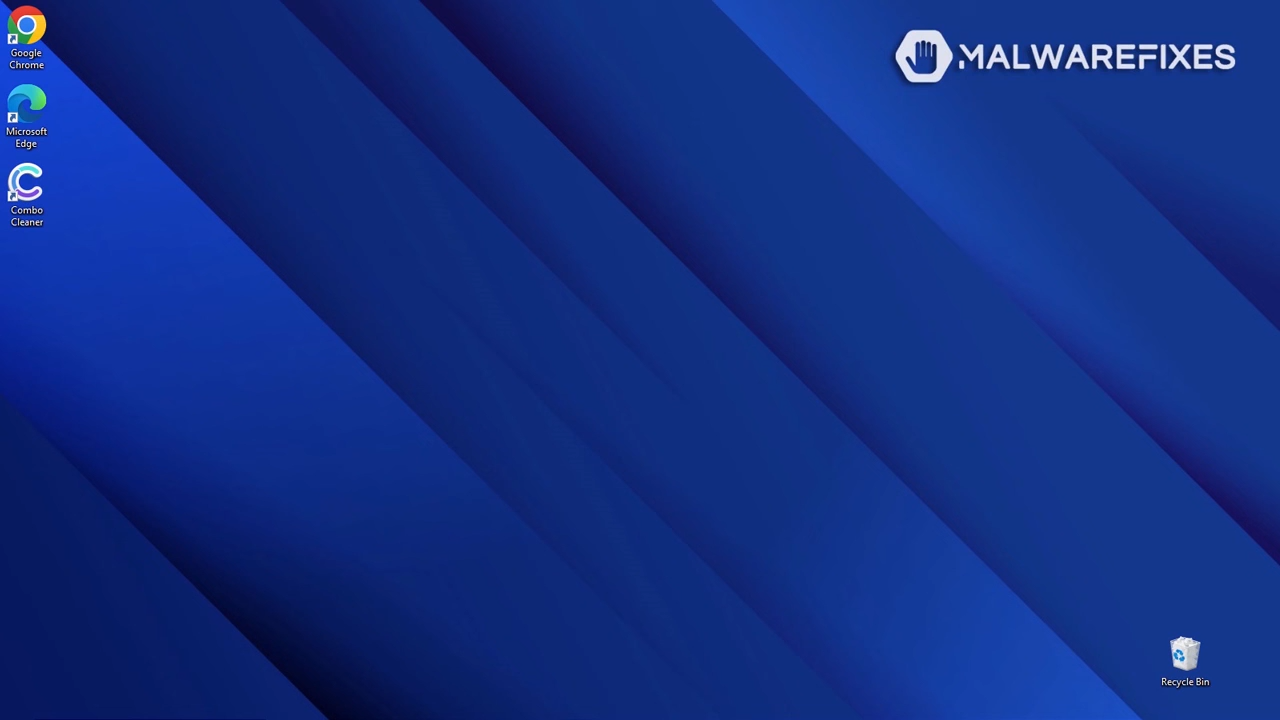 Google
Chrome
Microsoft
Edge
Combo
Cleaner
MALWAREFIXES
Recycle Bin